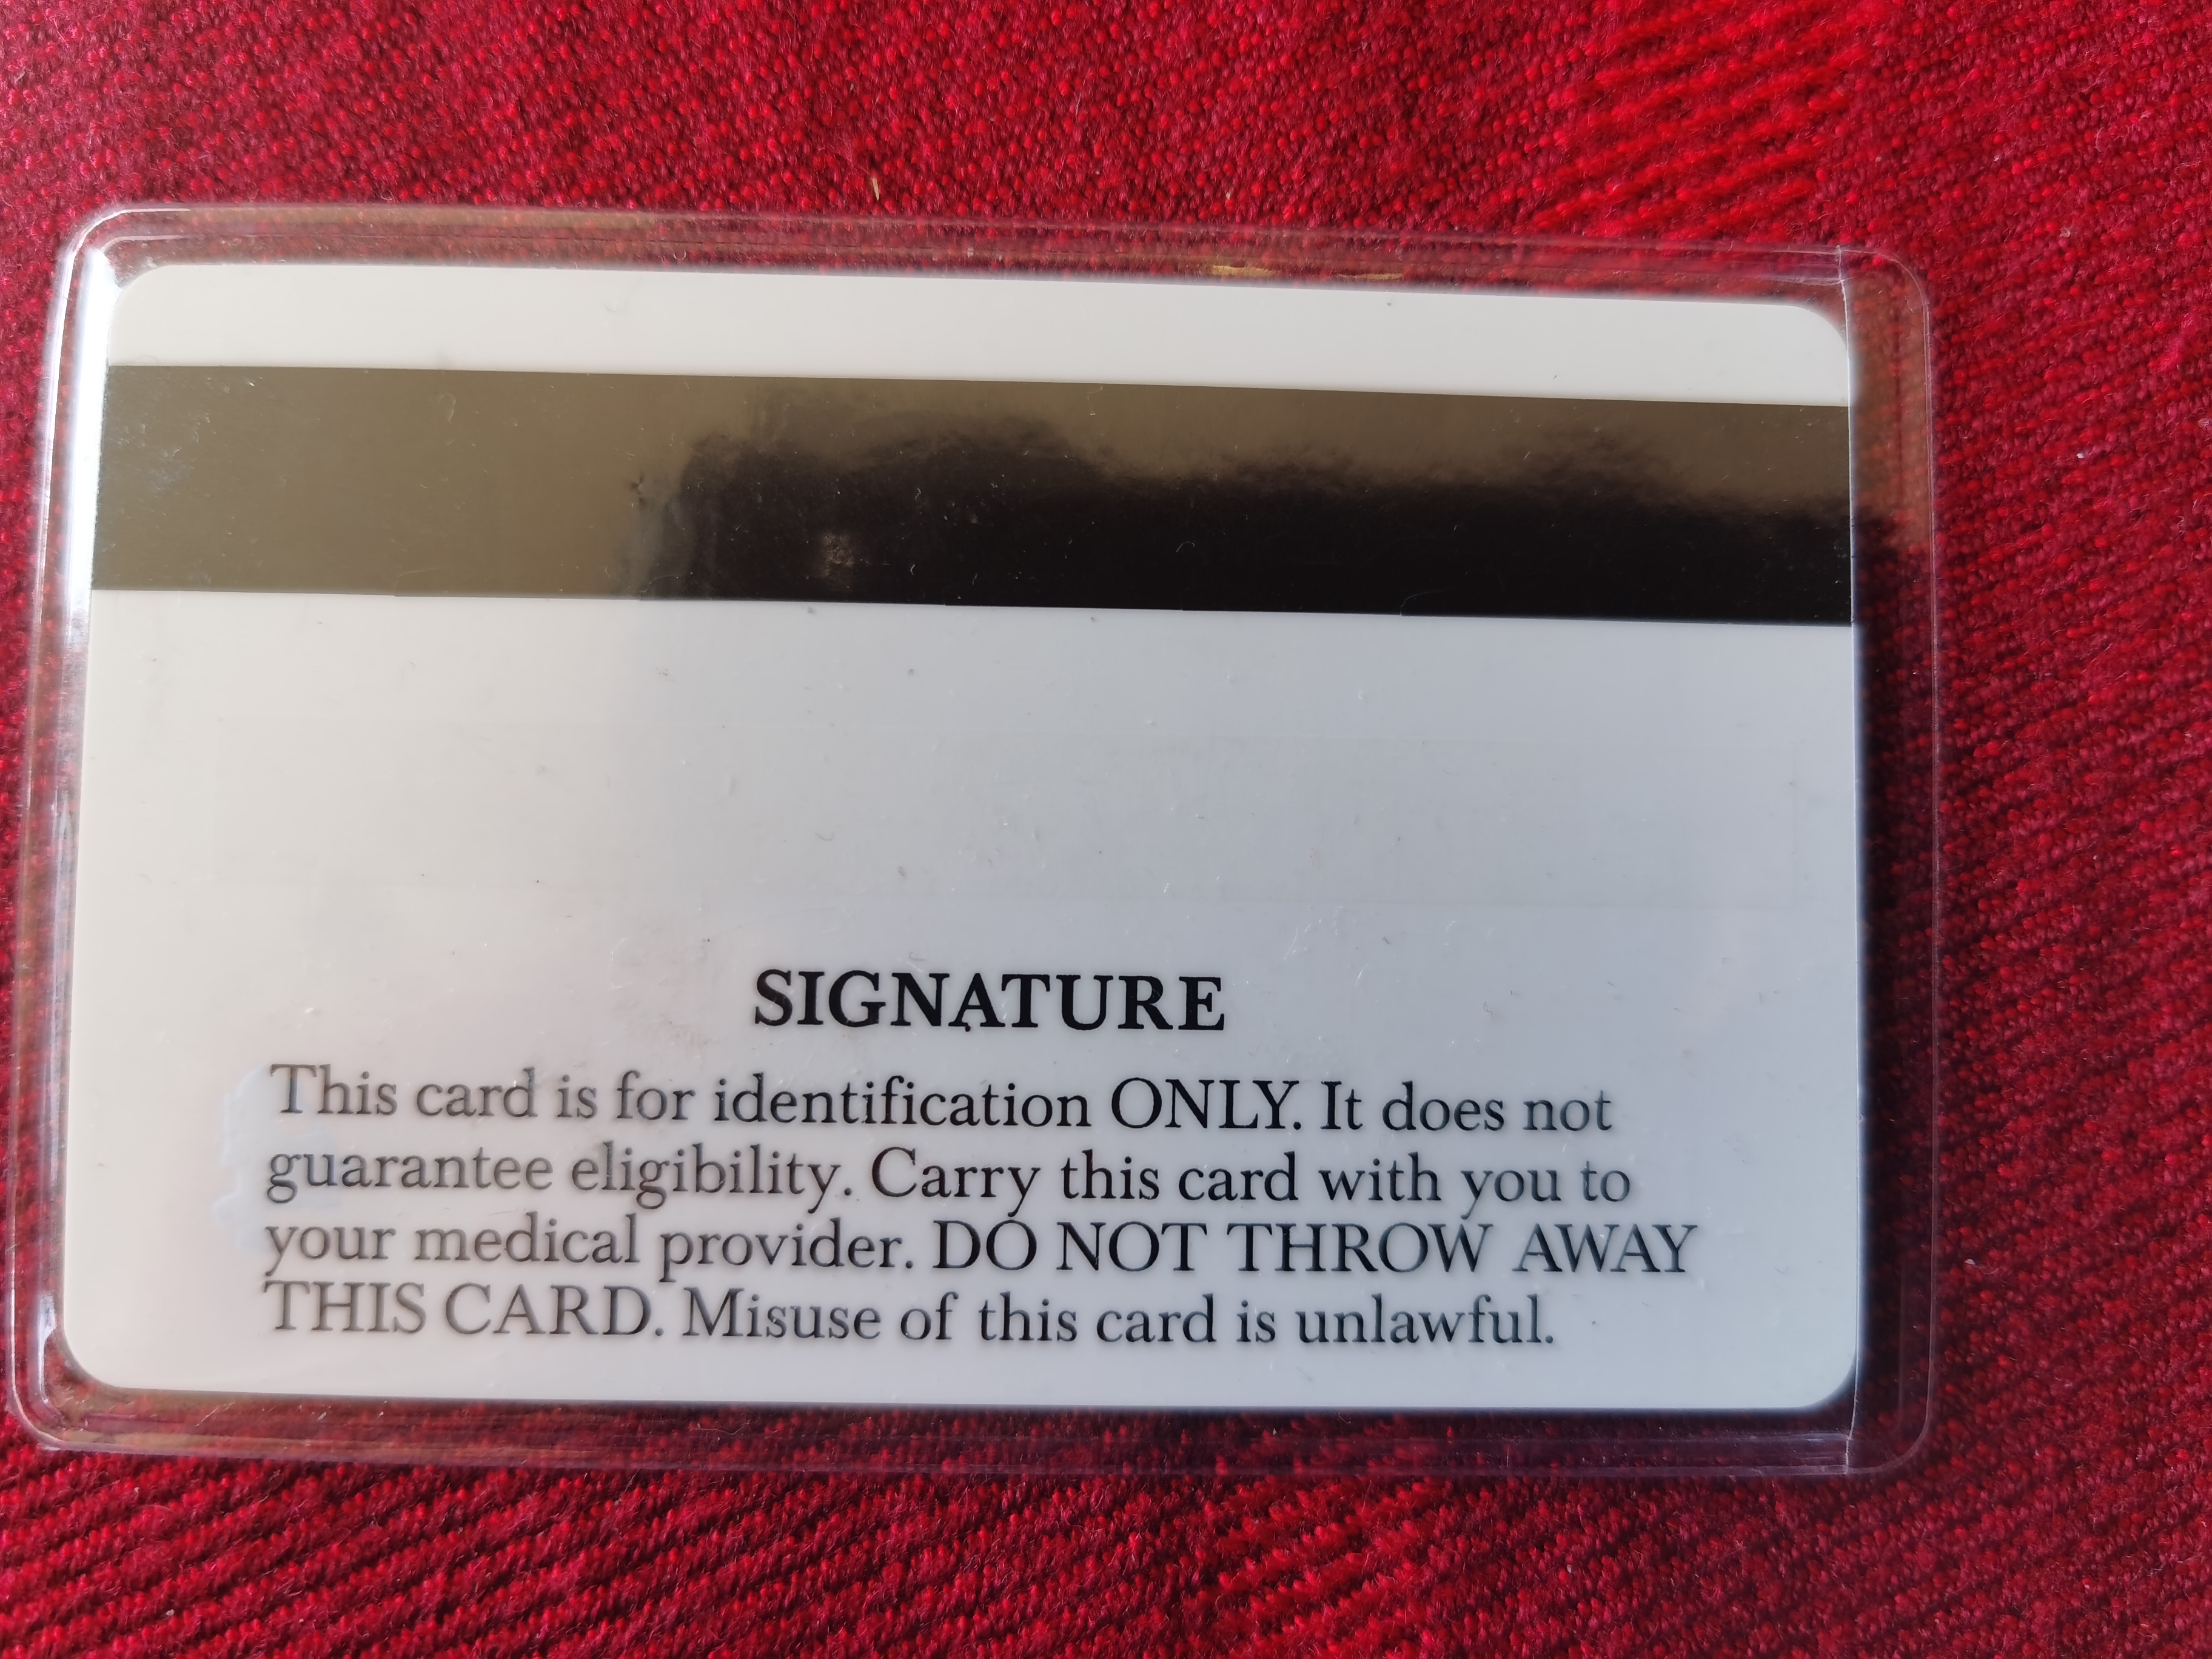 SIGNATURE
This card is for identification ONLY. It does not
guarantee eligibility. Carry this card with you to
your medical provider. DO NOT THROW AWAY
THIS CARD. Misuse of this card is unlawful.